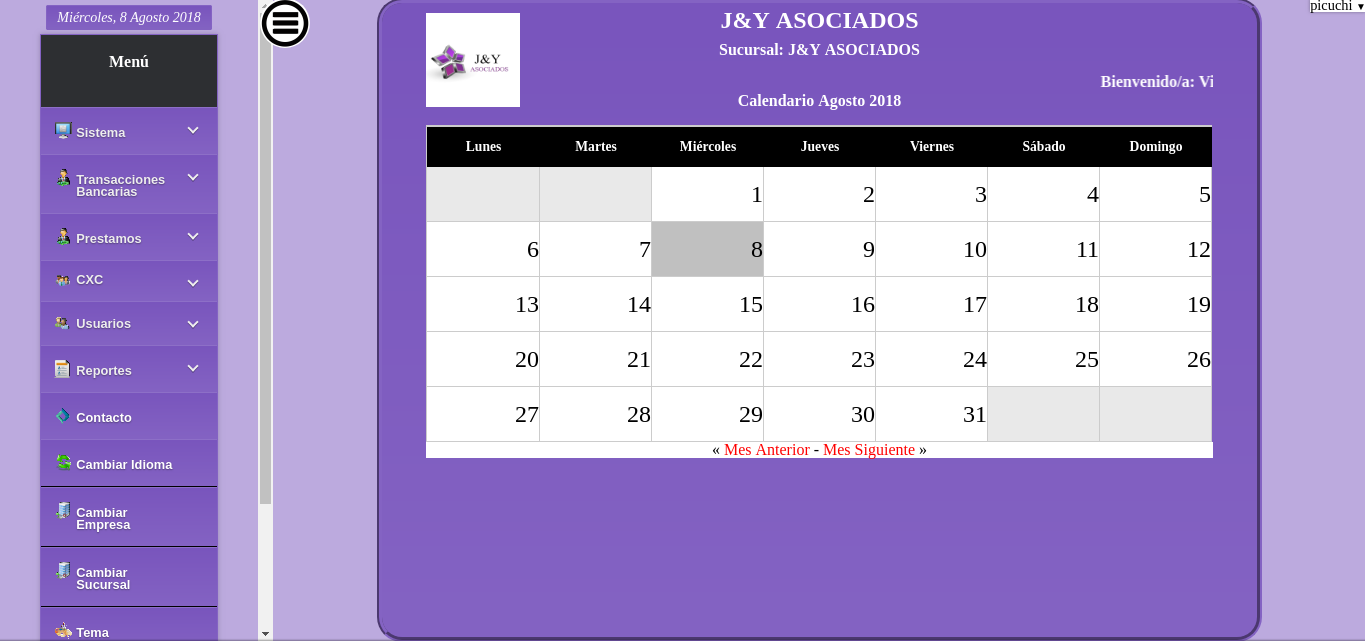 Miércoles, 8 Agosto 2018
Menú
Sistema
Transacciones
Bancarias
Prestamos
CXC
Usuarios
Reportes
Contacto
Cambiar Idioma
Cambiar
Empresa
Cambiar
Sucursal
Tema
picuchi ▼
J&Y
ASOCIADOS
J&Y ASOCIADOS
Sucursal: J&Y ASOCIADOS
Bienvenido/a: Vi
Calendario Agosto 2018
Lunes Martes Miércoles Jueves Viernes Sábado Domingo
1 2 3 4 5
6 7 8 9 10 11 12
13 14 15 16 17 18 19
20 21 22 23 24 25 26
27 28 29 30 31
« Mes Anterior - Mes Siguiente »